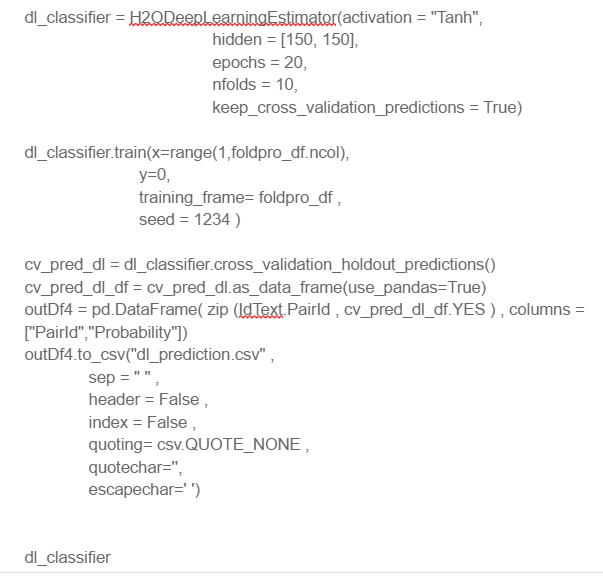 dl_classifier = H2ODeepLearningEstimator(activation = "Tanh",
hidden = [150, 150],
epochs = 20,
nfolds = 10,
keep_cross_validation_predictions = True)
dl_classifier.train(x=range(1,foldpro_df.ncol),
y=0,
training_frame= foldpro_df ,
seed = 1234 )
cv_pred_dl = dl_classifier.cross_validation_holdout_predictions()
cv_pred_dl_df = cv_pred_dl.as_data_frame(use_pandas=True)
outDf4 = pd.DataFrame( zip (IdText.PairId , cv_pred_dl_df.YES ) , columns =
["PairId","Probability"])
outDf4.to_csv("dl_prediction.csv" ,
sep = " " ,
header = False ,
index = False ,
quoting= csv.QUOTE_NONE ,
quotechar='',
escapechar=' ')
dl_classifier